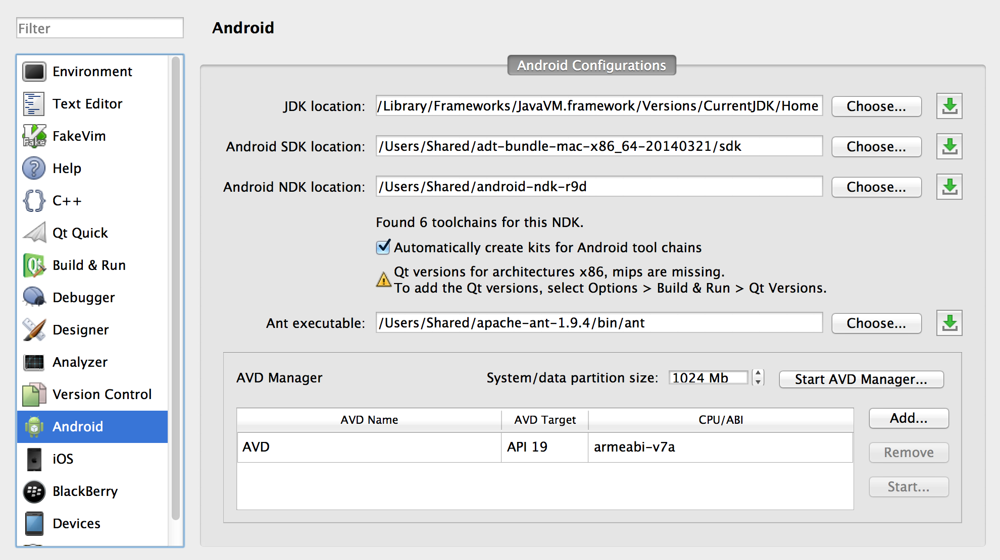 Filter
Android
Environment
Text Editor
FakeVim
Fake
Help
C++
Qt Quick
Build & Run
Debugger
Designer
Analyzer
Version Control
Android
iOS
BlackBerry
Devices
Android Configurations
JDK location: /Library/Frameworks/JavaVM.framework/Versions/CurrentJDK/Home Choose...
Android SDK location: /Users/Shared/adt-bundle-mac-x86_64-20140321/sdk Choose...
Android NDK location: /Users/Shared/android-ndk-r9d Choose...
Found 6 toolchains for this NDK.
Automatically create kits for Android tool chains
Qt versions for architectures x86, mips are missing.
To add the Qt versions, select Options > Build & Run > Qt Versions.
Ant executable: /Users/Shared/apache-ant-1.9.4/bin/ant Choose...
AVD Manager System/data partition size: 1024 Mb Start AVD Manager...
AVD Name AVD Target CPU/ABI
AVD API 19 armeabi-v7a
Add...
Remove
Start...